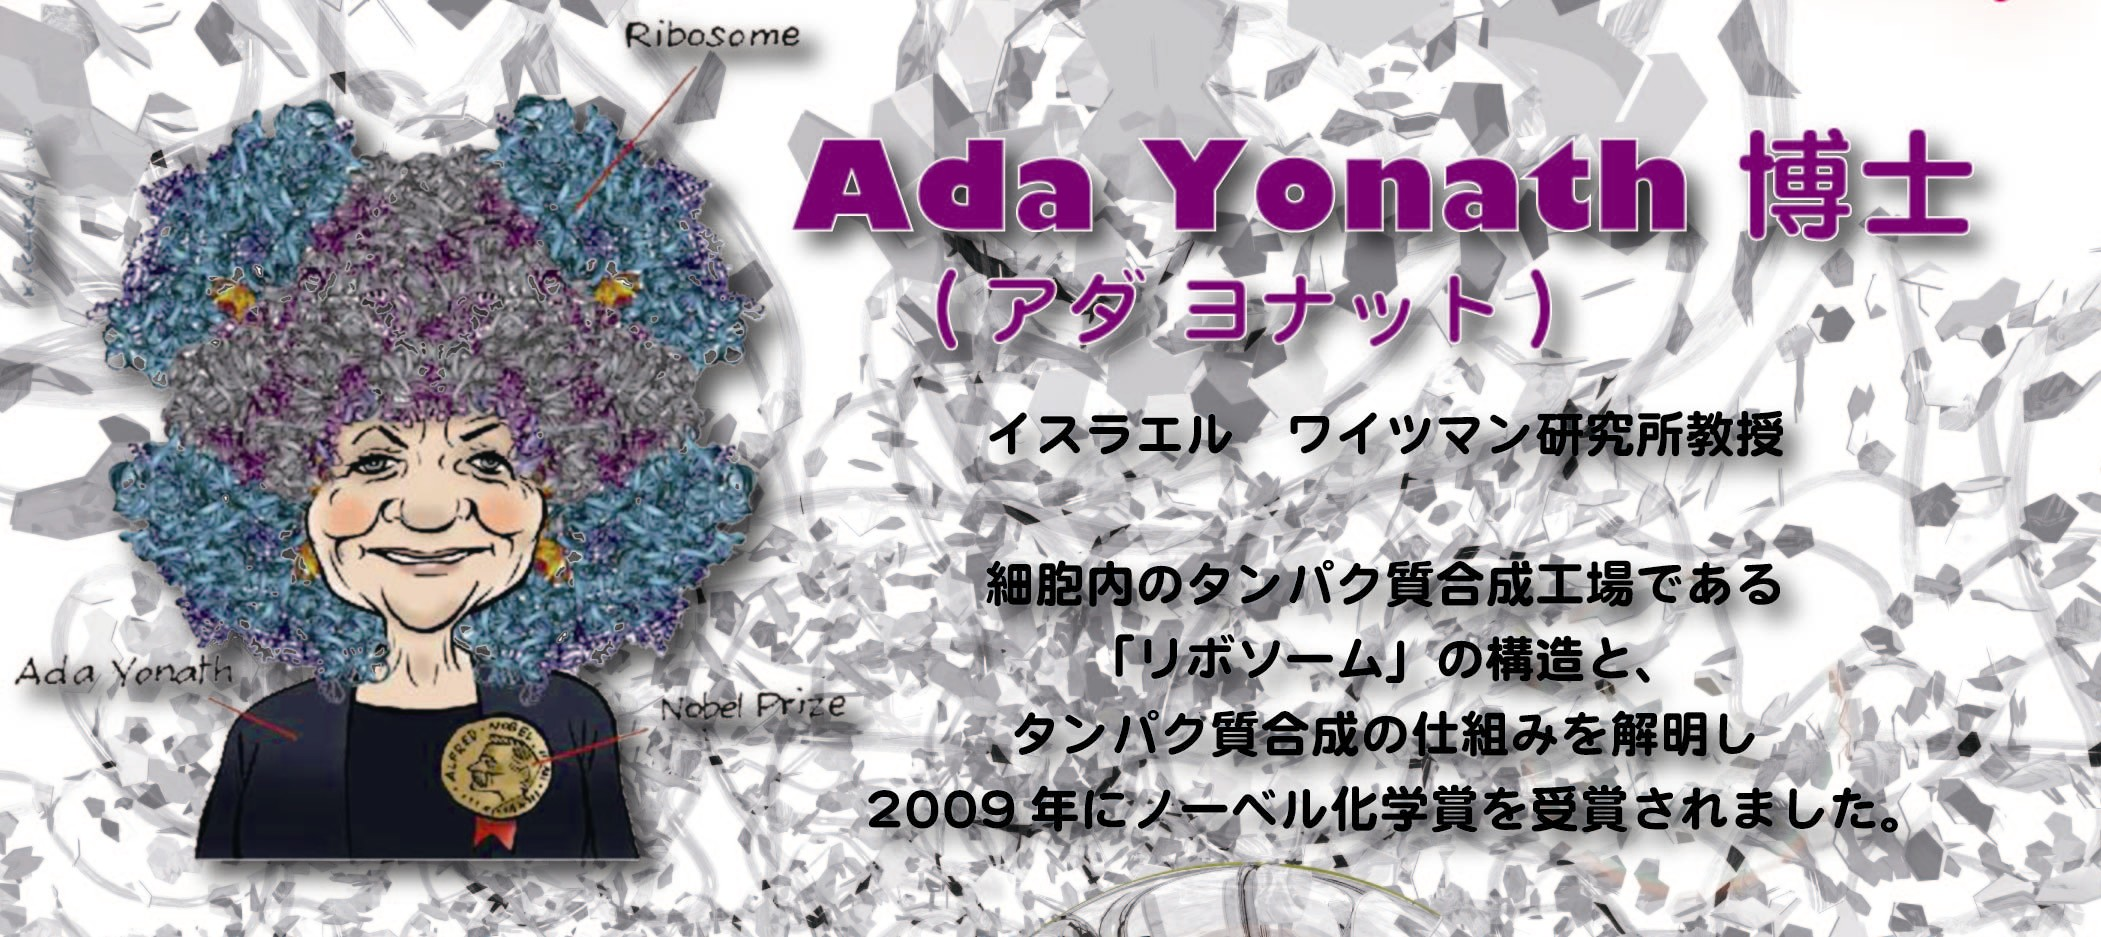 Ribosome
Ada Yonath 博士
(アダ ヨナット)
イスラエル　ワイツマン研究所教授
細胞内のタンパク質合成工場である
「リボソーム」の構造と、
タンパク質合成の仕組みを解明し
2009 年にノーベル化学賞を受賞されました。
Ada Yonath
Nobel Prize
ALFRED NOBEL